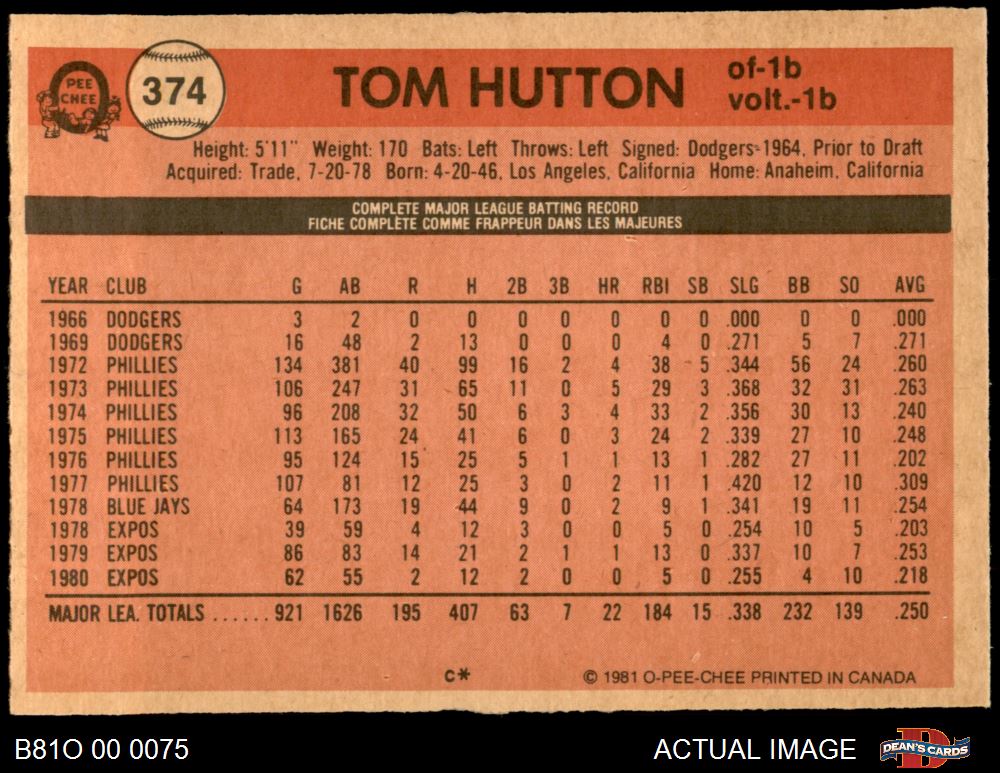 PEE
CHEE
374
TOM HUTTON
of-1b
volt.-1b
Height: 5'11" Weight: 170 Bats: Left Throws: Left Signed: Dodgers-1964, Prior to Draft
Acquired: Trade, 7-20-78 Born: 4-20-46, Los Angeles, California Home: Anaheim, California
COMPLETE MAJOR LEAGUE BATTING RECORD
FICHE COMPLÈTE COMME FRAPPEUR DANS LES MAJEURES
YEAR CLUB G AB R H 2B 3B HR RBI SB SLG BB SO AVG
1966 DODGERS 3 2 0 0 0 0 0 0 0 .000 0 0 .000
1969 DODGERS 16 48 2 13 0 0 0 4 0 .271 5 7 .271
1972 PHILLIES 134 381 40 99 16 2 4 38 5 .344 56 24 .260
1973 PHILLIES 106 247 31 65 11 0 5 29 3 .368 32 31 .263
1974 PHILLIES 96 208 32 50 6 3 4 33 2 .356 30 13 .240
1975 PHILLIES 113 165 24 41 6 0 3 24 2 .339 27 10 .248
1976 PHILLIES 95 124 15 25 5 1 1 13 1 .282 27 11 .202
1977 PHILLIES 107 81 12 25 3 0 2 11 1 .420 12 10 .309
1978 BLUE JAYS 64 173 19 44 9 0 2 9 1 .341 19 11 .254
1978 EXPOS 39 59 4 12 3 0 0 5 0 .254 10 5 .203
1979 EXPOS 86 83 14 21 2 1 1 13 0 .337 10 7 .253
1980 EXPOS 62 55 2 12 2 0 0 5 0 .255 4 10 .218
MAJOR LEA. TOTALS ...... 921 1626 195 407 63 7 22 184 15 .338 232 139 .250
C* © 1981 O-PEE-CHEE PRINTED IN CANADA
B81O 00 0075
ACTUAL IMAGE
DEAN'S CARDS